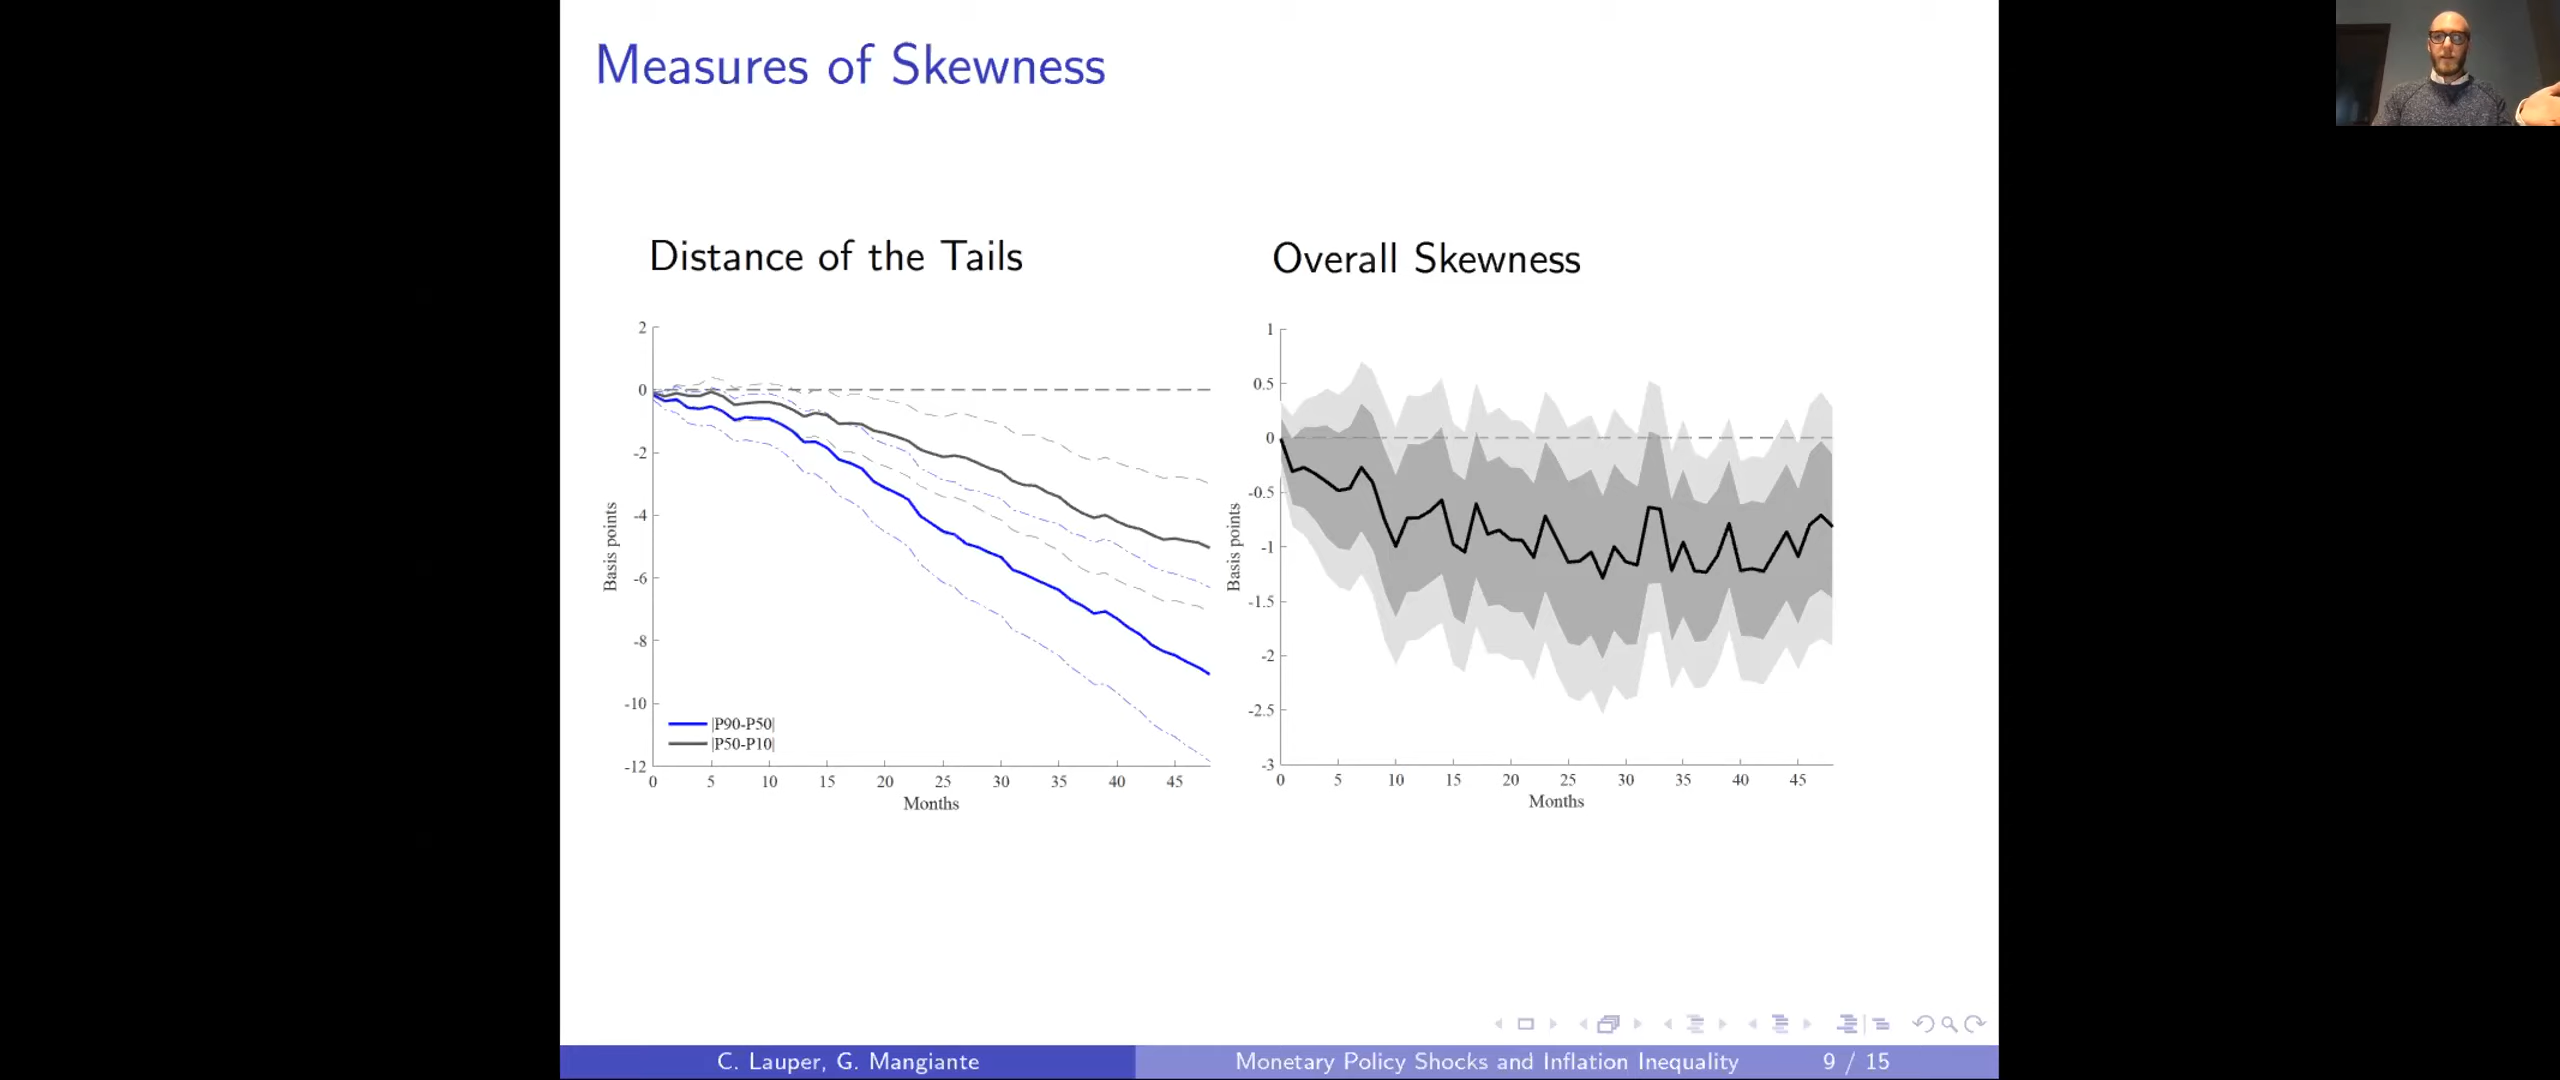 Measures of Skewness
Distance of the Tails
2
0
-2
-4
-6
-8
-10
-12
Basis points
|P90-P50|
|P50-P10|
0 5 10 15 20 25 30 35 40 45
Months
Overall Skewness
1
0.5
0
-0.5
-1
-1.5
-2
-2.5
-3
Basis points
0 5 10 15 20 25 30 35 40 45
Months
C. Lauper, G. Mangiante
Monetary Policy Shocks and Inflation Inequality
9 / 15